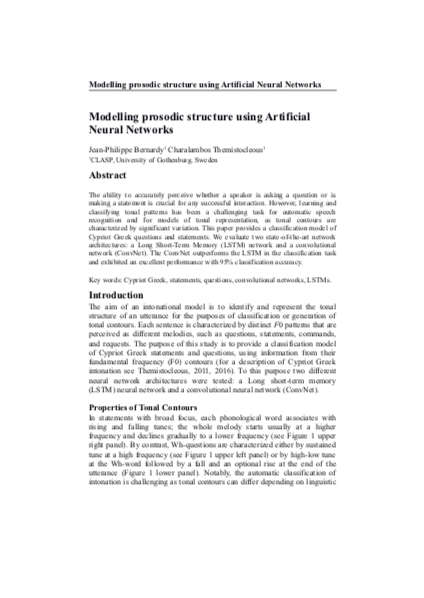 Modelling prosodic structure using Artificial Neural Networks
Modelling prosodic structure using Artificial
Neural Networks
Jean-Philippe Bernardy¹ Charalambos Themistocleous¹
¹CLASP, University of Gothenburg, Sweden
Abstract
The ability to accurately perceive whether a speaker is asking a question or is
making a statement is crucial for any successful interaction. However, learning and
classifying tonal patterns has been a challenging task for automatic speech
recognition and for models of tonal representation, as tonal contours are
characterized by significant variation. This paper provides a classification model of
Cypriot Greek questions and statements. We evaluate two state-of-the-art network
architectures: a Long Short-Term Memory (LSTM) network and a convolutional
network (ConvNet). The ConvNet outperforms the LSTM in the classification task
and exhibited an excellent performance with 95% classification accuracy.
Key words: Cypriot Greek, statements, questions, convolutional networks, LSTMs.
Introduction
The aim of an intonational model is to identify and represent the tonal
structure of an utterance for the purposes of classification or generation of
tonal contours. Each sentence is characterized by distinct F0 patterns that are
perceived as different melodies, such as questions, statements, commands,
and requests. The purpose of this study is to provide a classification model
of Cypriot Greek statements and questions, using information from their
fundamental frequency (F0) contours (for a description of Cypriot Greek
intonation see Themistocleous, 2011, 2016). To this purpose two different
neural network architectures were tested: a Long short-term memory
(LSTM) neural network and a convolutional neural network (ConvNet).
Properties of Tonal Contours
In statements with broad focus, each phonological word associates with
rising and falling tunes; the whole melody starts usually at a higher
frequency and declines gradually to a lower frequency (see Figure 1 upper
right panel). By contrast, Wh-questions are characterized either by sustained
tune at a high frequency (see Figure 1 upper left panel) or by high-low tune
at the Wh-word followed by a fall and an optional rise at the end of the
utterance (Figure 1 lower panel). Notably, the automatic classification of
intonation is challenging as tonal contours can differ depending on linguistic